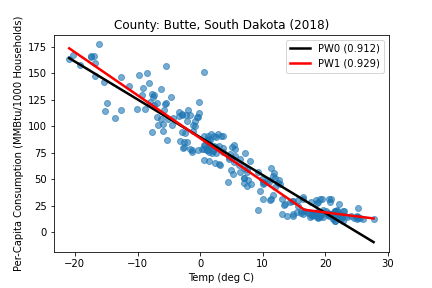 County: Butte, South Dakota (2018)
Per-Capita Consumption (MMBtu/1000 Households)
175
150
125
100
75
50
25
0
PW0 (0.912)
PW1 (0.929)
−20 −10 0 10 20 30
Temp (deg C)